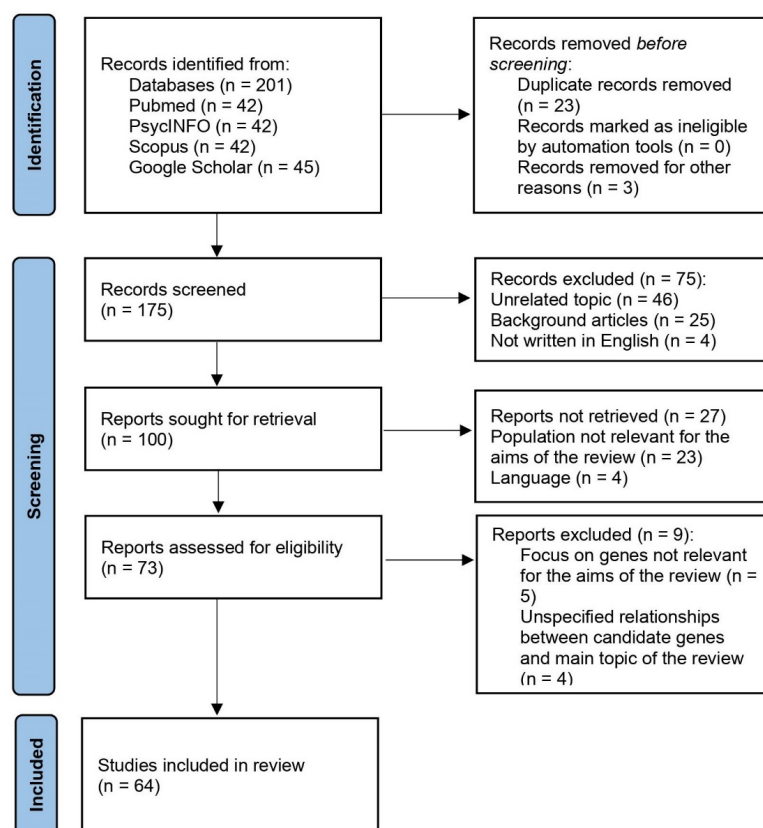 Identification
Records identified from:
Databases (n = 201)
Pubmed (n = 42)
PsycINFO (n = 42)
Scopus (n = 42)
Google Scholar (n = 45)
Records removed before
screening:
Duplicate records removed
(n = 23)
Records marked as ineligible
by automation tools (n = 0)
Records removed for other
reasons (n = 3)
Screening
Records screened
(n = 175)
Records excluded (n = 75):
Unrelated topic (n = 46)
Background articles (n = 25)
Not written in English (n = 4)
Reports sought for retrieval
(n = 100)
Reports not retrieved (n = 27)
Population not relevant for the
aims of the review (n = 23)
Language (n = 4)
Reports assessed for eligibility
(n = 73)
Reports excluded (n = 9):
Focus on genes not relevant
for the aims of the review (n =
5)
Unspecified relationships
between candidate genes
and main topic of the review
(n = 4)
Included
Studies included in review
(n = 64)